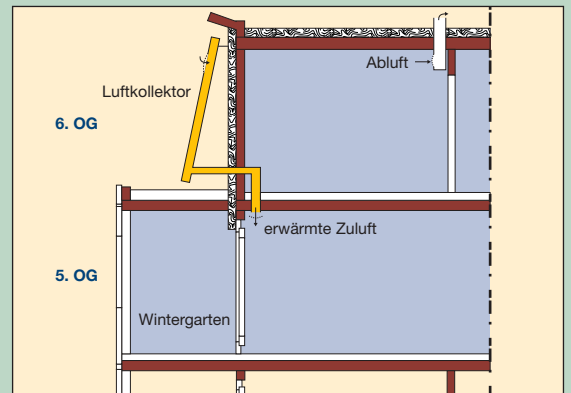 Abluft
Luftkollektor
6. OG
erwärmte Zuluft
5. OG
Wintergarten